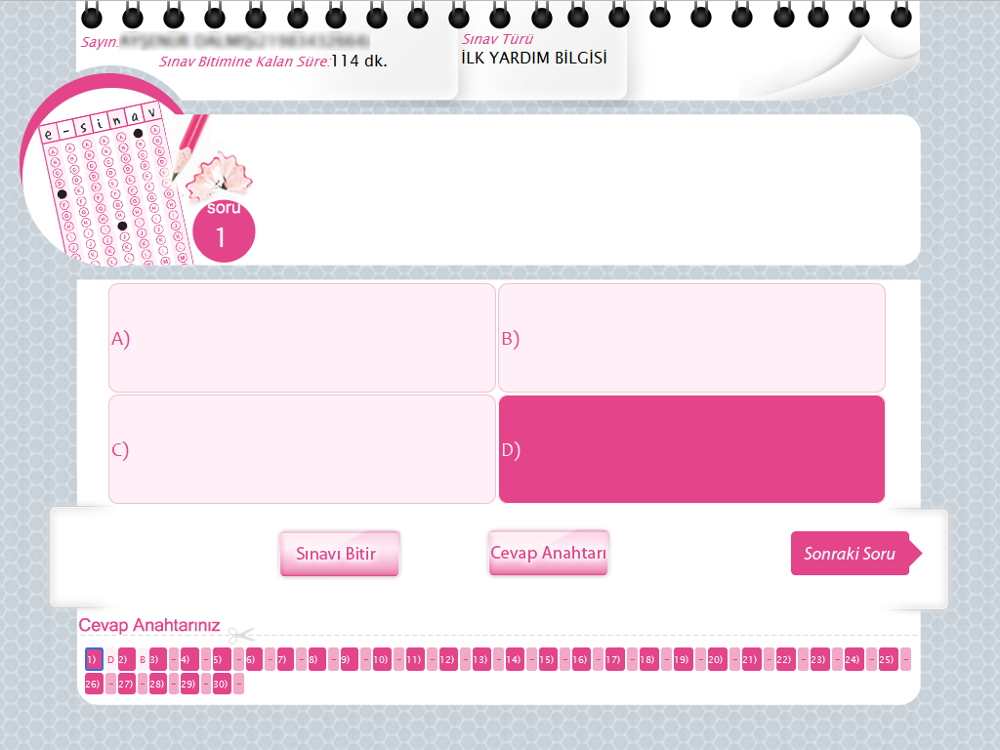 Sayın:
Sınav Bitimine Kalan Süre: 114 dk.
Sınav Türü
İLK YARDIM BİLGİSİ
e-sinav
soru
1
A)
B)
C)
D)
Sınavı Bitir
Cevap Anahtarı
Sonraki Soru
Cevap Anahtarınız
1) D 2) B 3) - 4) - 5) - 6) - 7) - 8) - 9) - 10) - 11) - 12) - 13) - 14) - 15) - 16) - 17) - 18) - 19) - 20) - 21) - 22) - 23) - 24) - 25) -
26) - 27) - 28) - 29) - 30) -